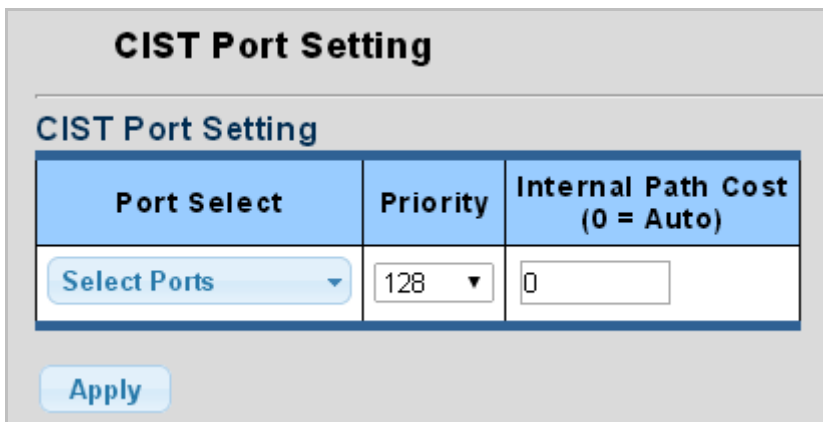 CIST Port Setting
CIST Port Setting
Port Select Priority Internal Path Cost
(0 = Auto)
Select Ports 128 0
Apply